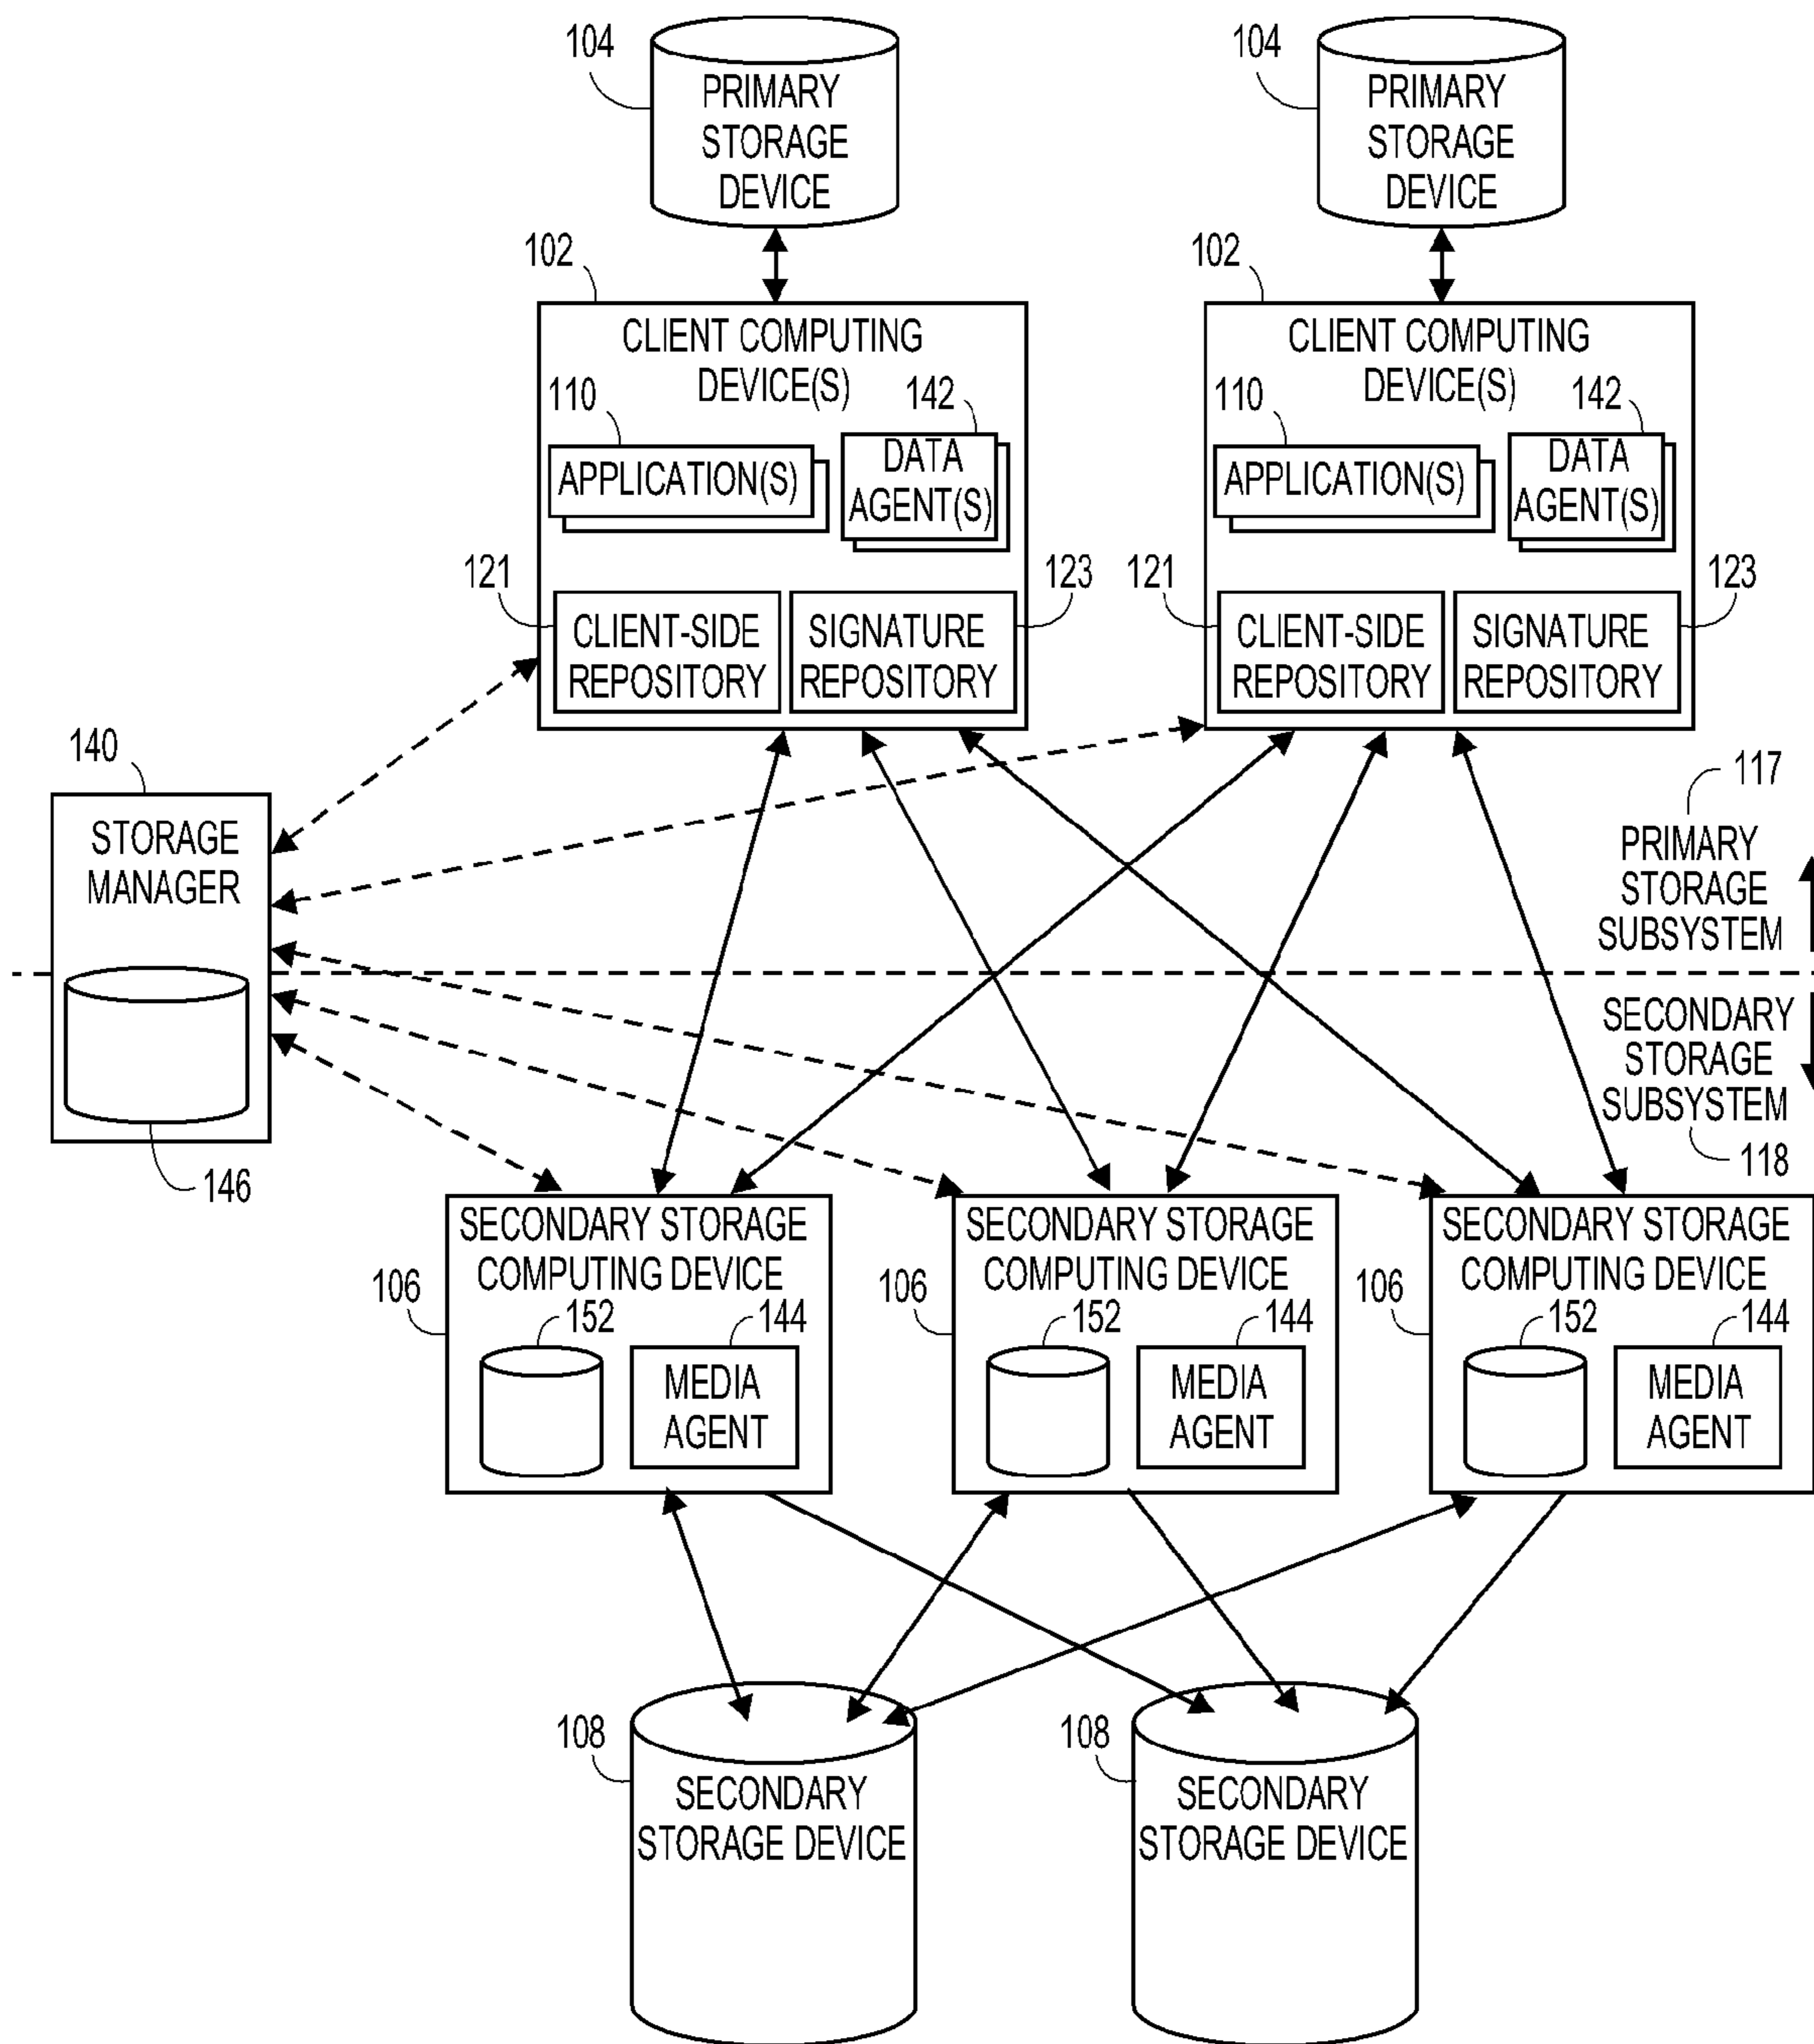 104
PRIMARY
STORAGE
DEVICE
104
PRIMARY
STORAGE
DEVICE
102
CLIENT COMPUTING
DEVICE(S)
110
142
APPLICATION(S)
DATA
AGENT(S)
121
123
CLIENT-SIDE
REPOSITORY
SIGNATURE
REPOSITORY
102
CLIENT COMPUTING
DEVICE(S)
110
142
APPLICATION(S)
DATA
AGENT(S)
121
123
CLIENT-SIDE
REPOSITORY
SIGNATURE
REPOSITORY
140
STORAGE
MANAGER
146
117
PRIMARY
STORAGE
SUBSYSTEM
SECONDARY
STORAGE
SUBSYSTEM
118
SECONDARY STORAGE
COMPUTING DEVICE
106
152
144
MEDIA
AGENT
SECONDARY STORAGE
COMPUTING DEVICE
106
152
144
MEDIA
AGENT
SECONDARY STORAGE
COMPUTING DEVICE
106
152
144
MEDIA
AGENT
108
SECONDARY
STORAGE DEVICE
108
SECONDARY
STORAGE DEVICE